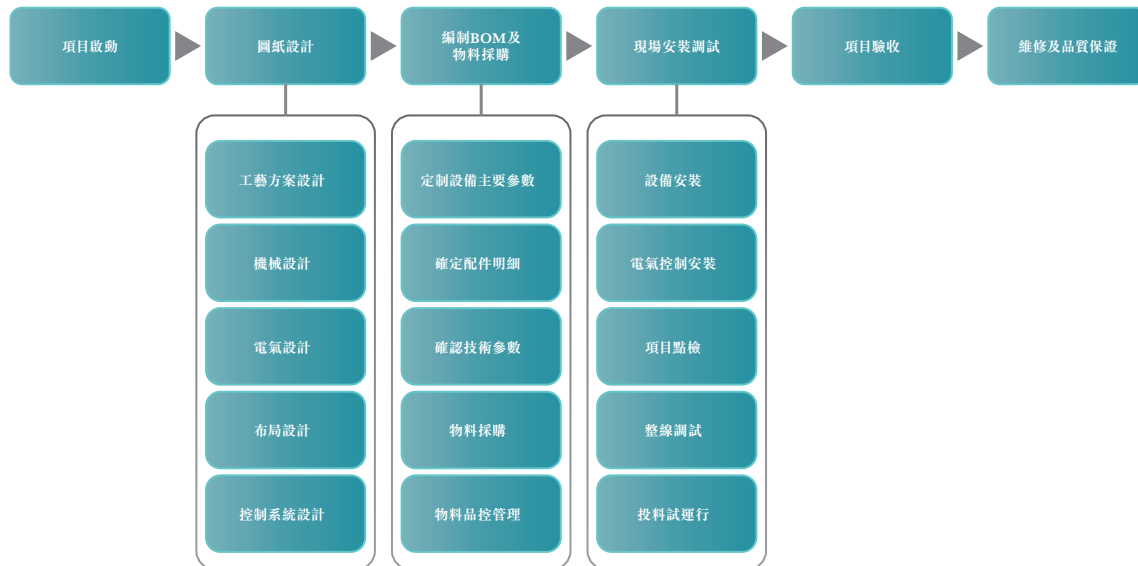 項目啟動
圖紙設計
編制BOM及
物料採購
現場安裝調試
項目驗收
維修及品質保證
工藝方案設計
機械設計
電氣設計
布局設計
控制系統設計
定制設備主要參數
確定配件明細
確認技術參數
物料採購
物料品控管理
設備安裝
電氣控制安裝
項目點檢
整線調試
投料試運行